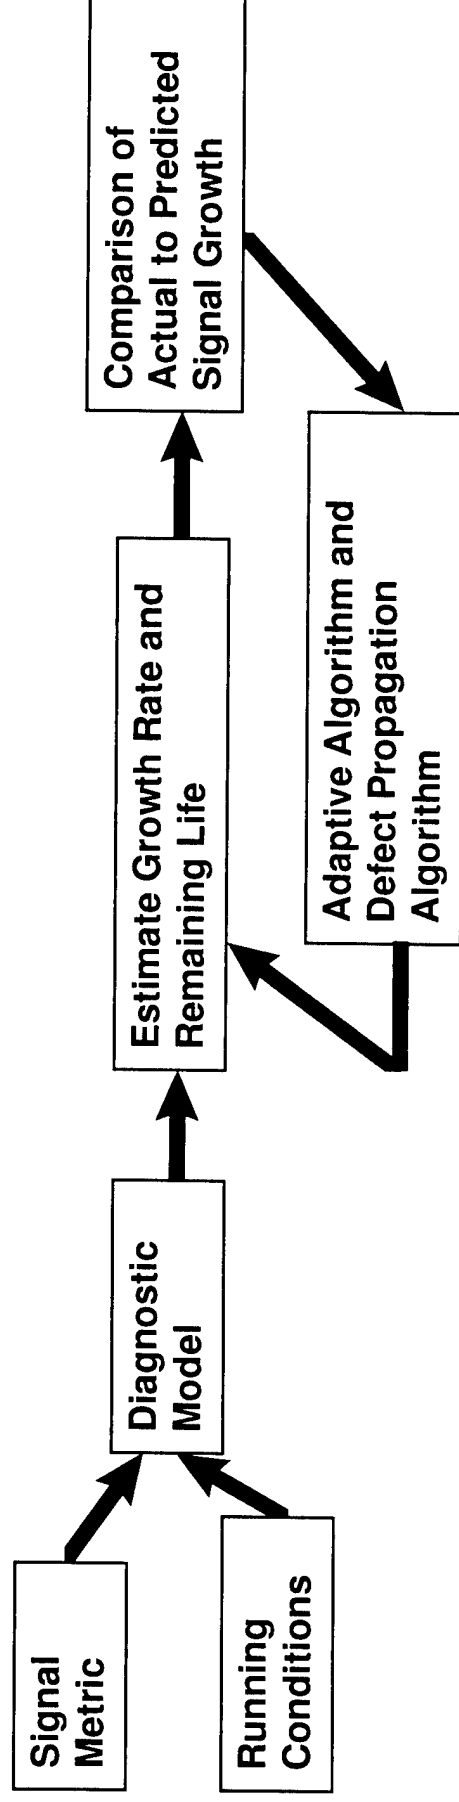 Signal
Metric
Running
Conditions
Diagnostic
Model
Estimate Growth Rate and
Remaining Life
Comparison of
Actual to Predicted
Signal Growth
Adaptive Algorithm and
Defect Propagation
Algorithm